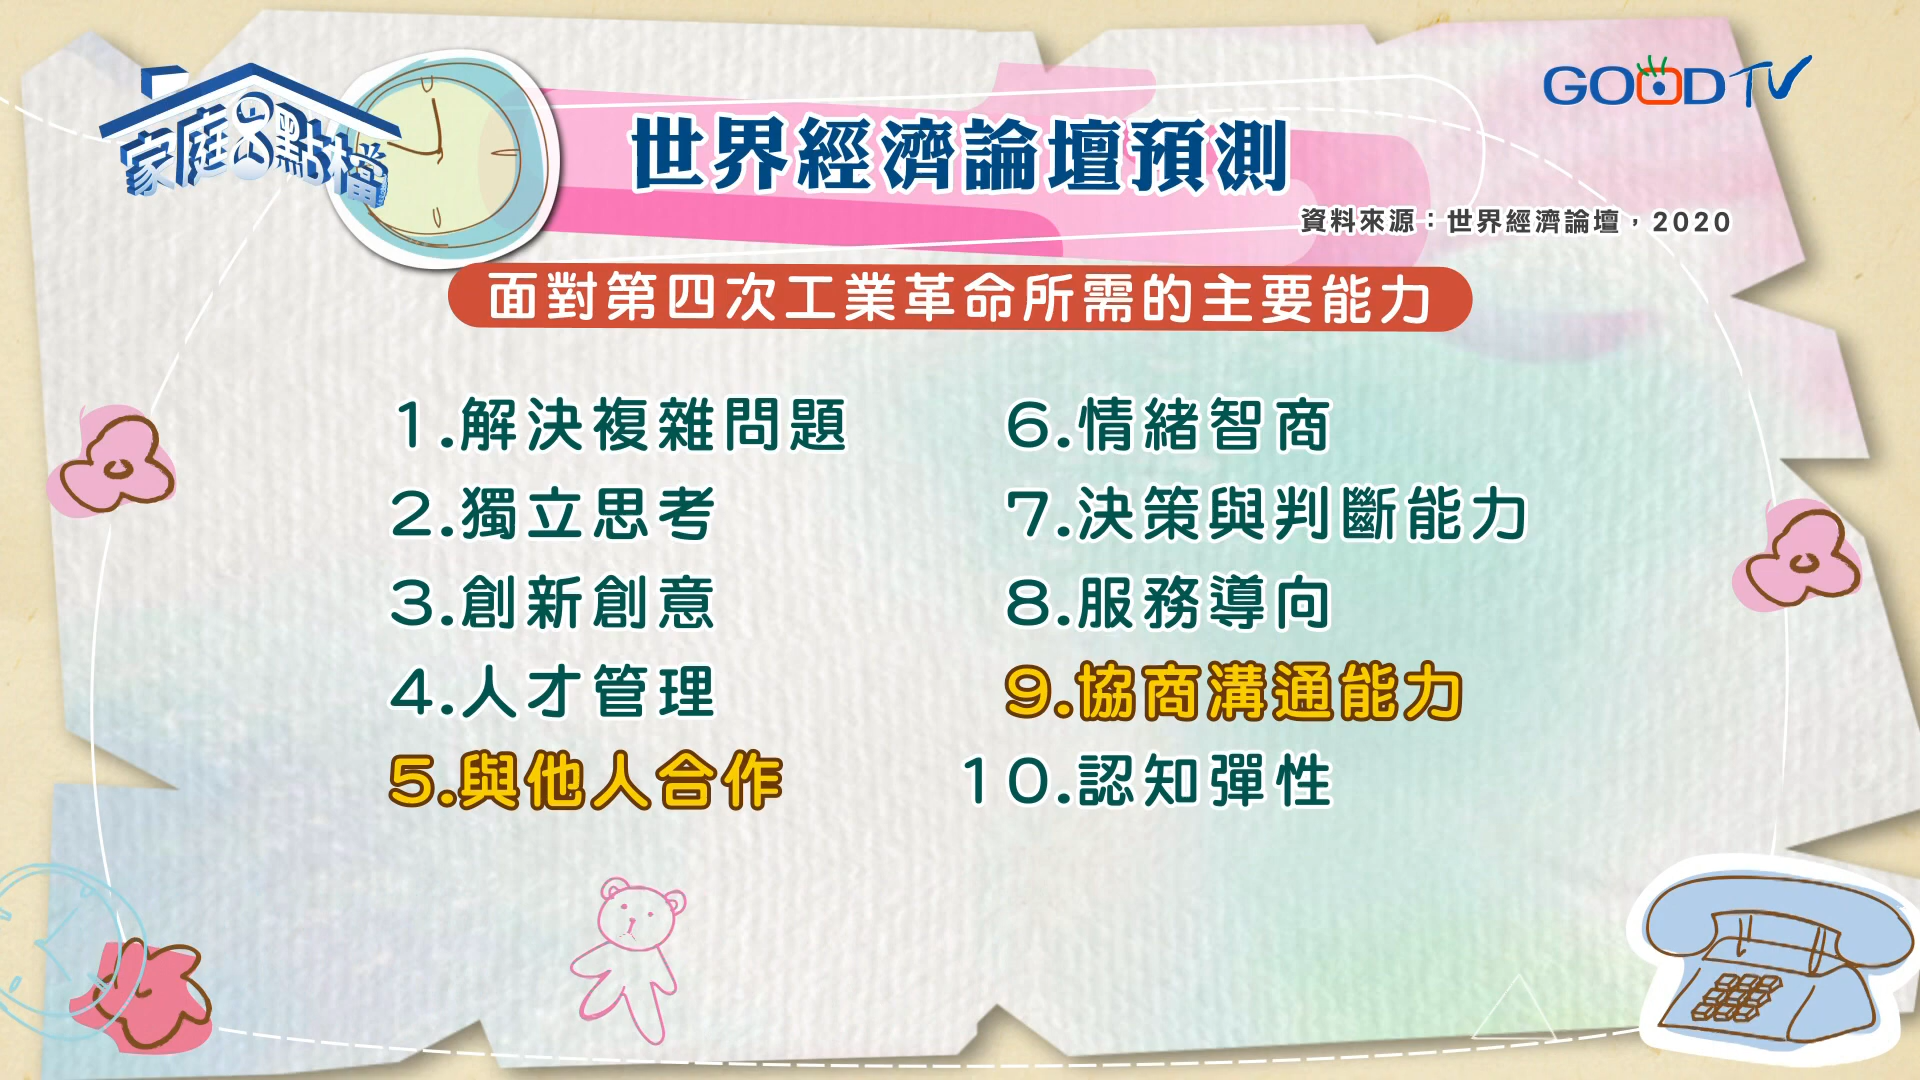 家庭8點檔
GOOD TV
世界經濟論壇預測
資料來源：世界經濟論壇，2020
面對第四次工業革命所需的主要能力
1.解決複雜問題
2.獨立思考
3.創新創意
4.人才管理
5.與他人合作
6.情緒智商
7.決策與判斷能力
8.服務導向
9.協商溝通能力
10.認知彈性